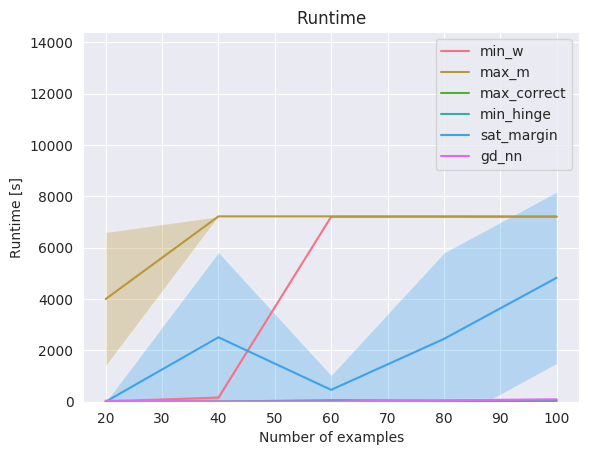 Runtime
14000
12000
10000
8000
6000
4000
2000
0
Runtime [s]
min_w
max_m
max_correct
min_hinge
sat_margin
gd_nn
20 30 40 50 60 70 80 90 100
Number of examples